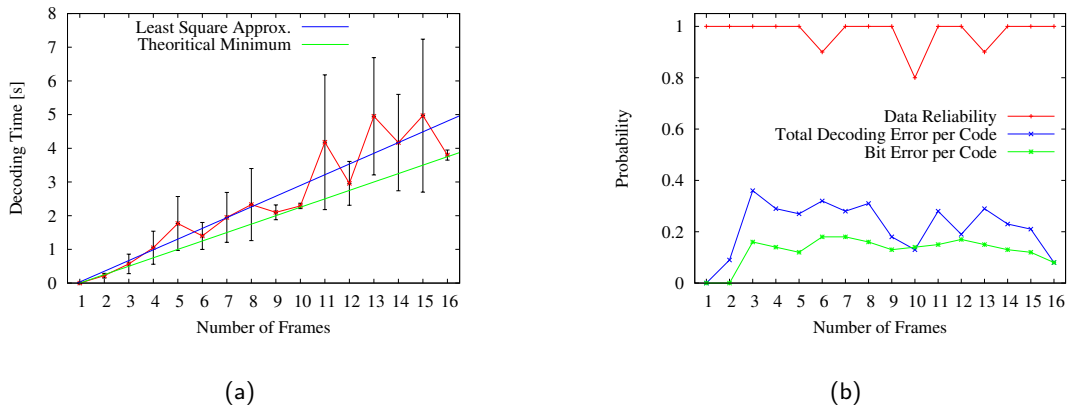 8
7
6
5
4
3
2
1
0
Decoding Time [s]
Least Square Approx.
Theoritical Minimum
1 2 3 4 5 6 7 8 9 10 11 12 13 14 15 16
Number of Frames
(a)
1
0.8
0.6
0.4
0.2
0
Probability
Data Reliability
Total Decoding Error per Code
Bit Error per Code
1 2 3 4 5 6 7 8 9 10 11 12 13 14 15 16
Number of Frames
(b)